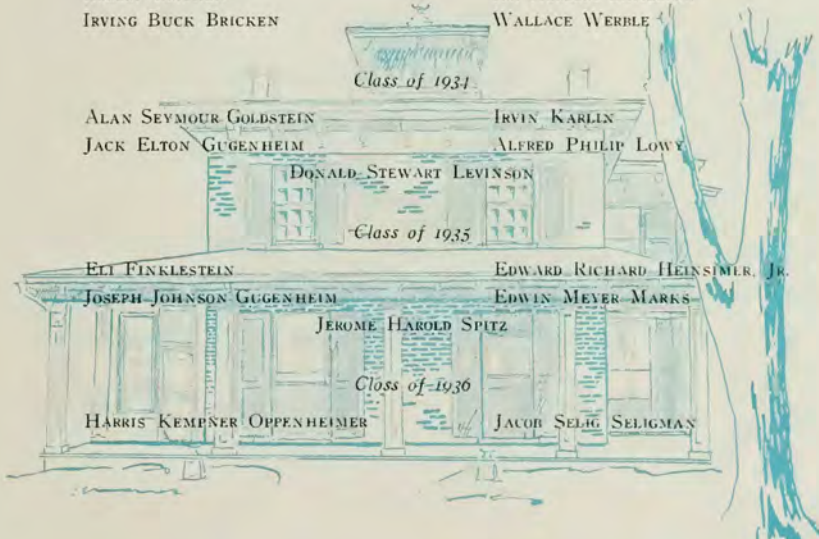 IRVING BUCK BRICKEN WALLACE WERBLE
Class of 1934
ALAN SEYMOUR GOLDSTEIN IRVIN KARLIN
JACK ELTON GUGENHEIM ALFRED PHILIP LOWY
DONALD STEWART LEVINSON
Class of 1935
ELI FINKLESTEIN EDWARD RICHARD HEINSIMER, JR.
JOSEPH JOHNSON GUGENHEIM EDWIN MEYER MARKS
JEROME HAROLD SPITZ
Class of 1936
HARRIS KEMPNER OPPENHEIMER JACOB SELIG SELIGMAN